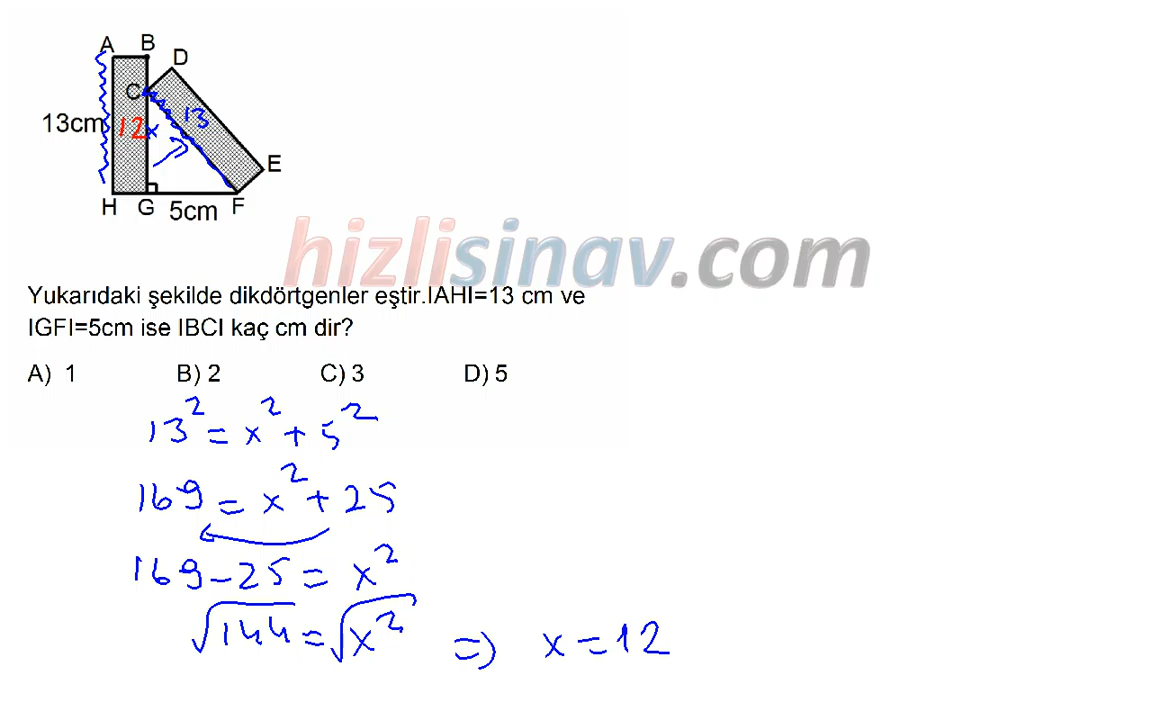 A B D
C 13
13cm 12 x
E
H G 5cm F
hizlisinav.com
Yukarıdaki şekilde dikdörtgenler eştir.IAHI=13 cm ve
IGFI=5cm ise IBCI kaç cm dir?
A) 1 B) 2 C) 3 D) 5
13² = x² + 5²
169 = x² + 25
169 - 25 = x²
√144 = √x² => x = 12